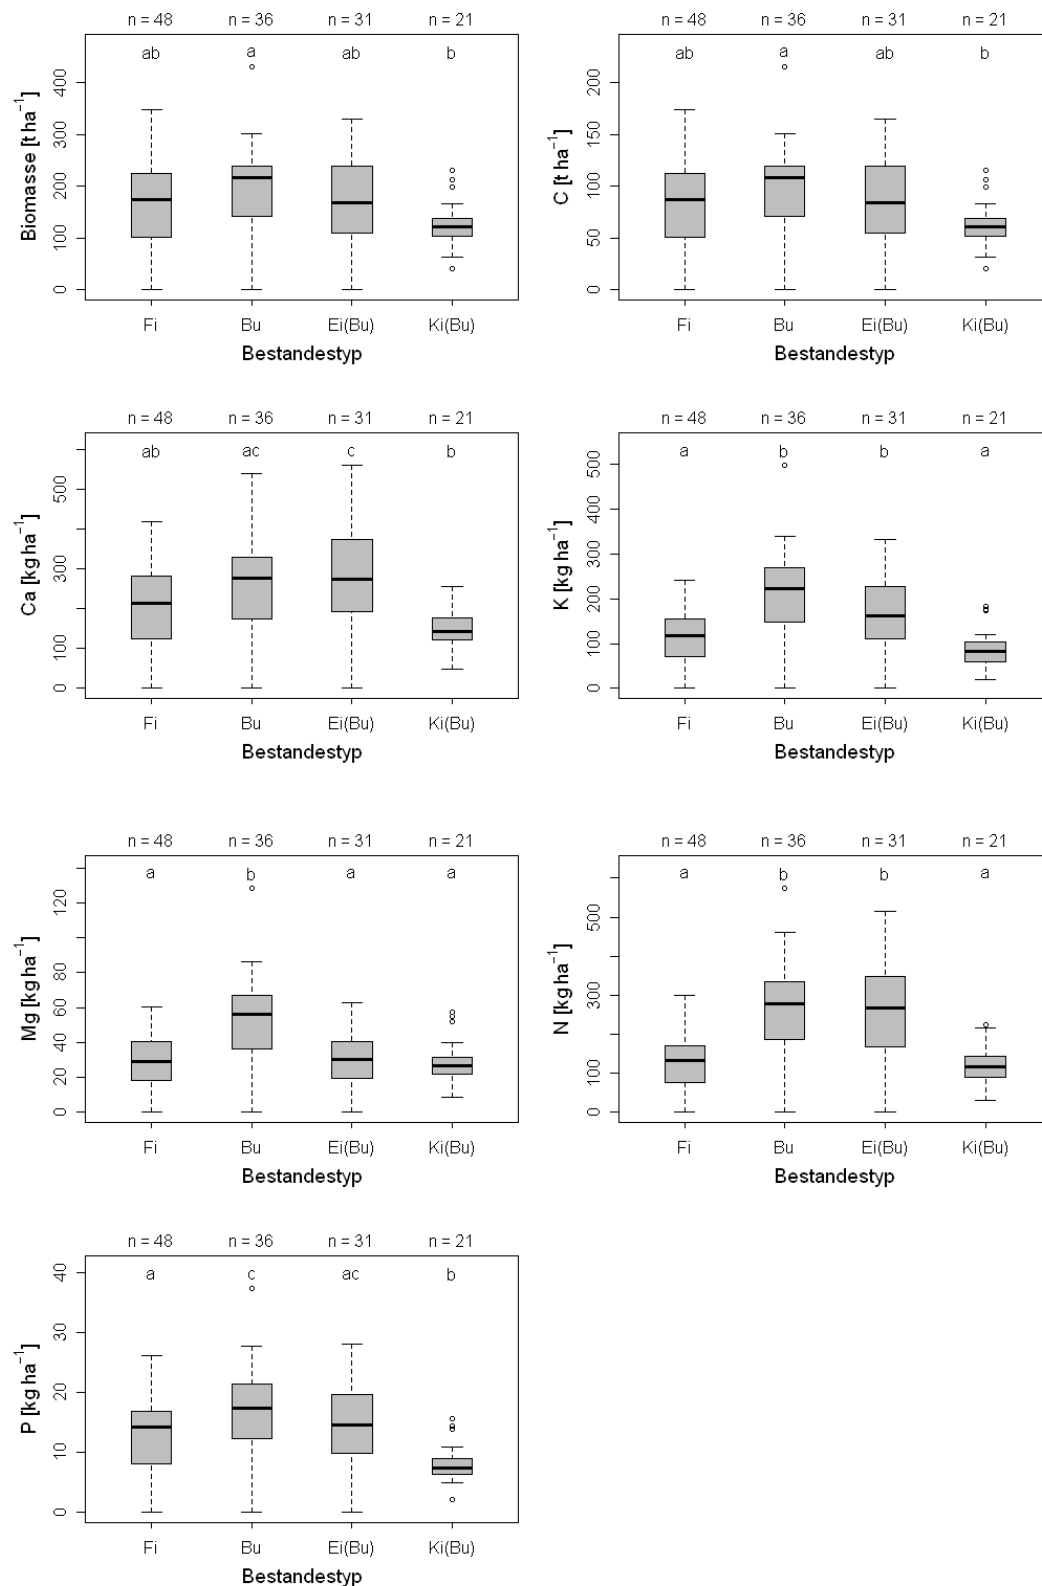 n = 48 n = 36 n = 31 n = 21
ab a ab b
Biomasse [t ha⁻¹]
400
300
200
100
0
Fi Bu Ei(Bu) Ki(Bu)
Bestandestyp
n = 48 n = 36 n = 31 n = 21
ab a ab b
C [t ha⁻¹]
200
150
100
50
0
Fi Bu Ei(Bu) Ki(Bu)
Bestandestyp
n = 48 n = 36 n = 31 n = 21
ab ac c b
Ca [kg ha⁻¹]
500
300
100
0
Fi Bu Ei(Bu) Ki(Bu)
Bestandestyp
n = 48 n = 36 n = 31 n = 21
a b b a
K [kg ha⁻¹]
500
400
300
200
100
0
Fi Bu Ei(Bu) Ki(Bu)
Bestandestyp
n = 48 n = 36 n = 31 n = 21
a b a a
Mg [kg ha⁻¹]
120
80
60
40
20
0
Fi Bu Ei(Bu) Ki(Bu)
Bestandestyp
n = 48 n = 36 n = 31 n = 21
a b b a
N [kg ha⁻¹]
500
300
100
0
Fi Bu Ei(Bu) Ki(Bu)
Bestandestyp
n = 48 n = 36 n = 31 n = 21
a c ac b
P [kg ha⁻¹]
40
30
20
10
0
Fi Bu Ei(Bu) Ki(Bu)
Bestandestyp